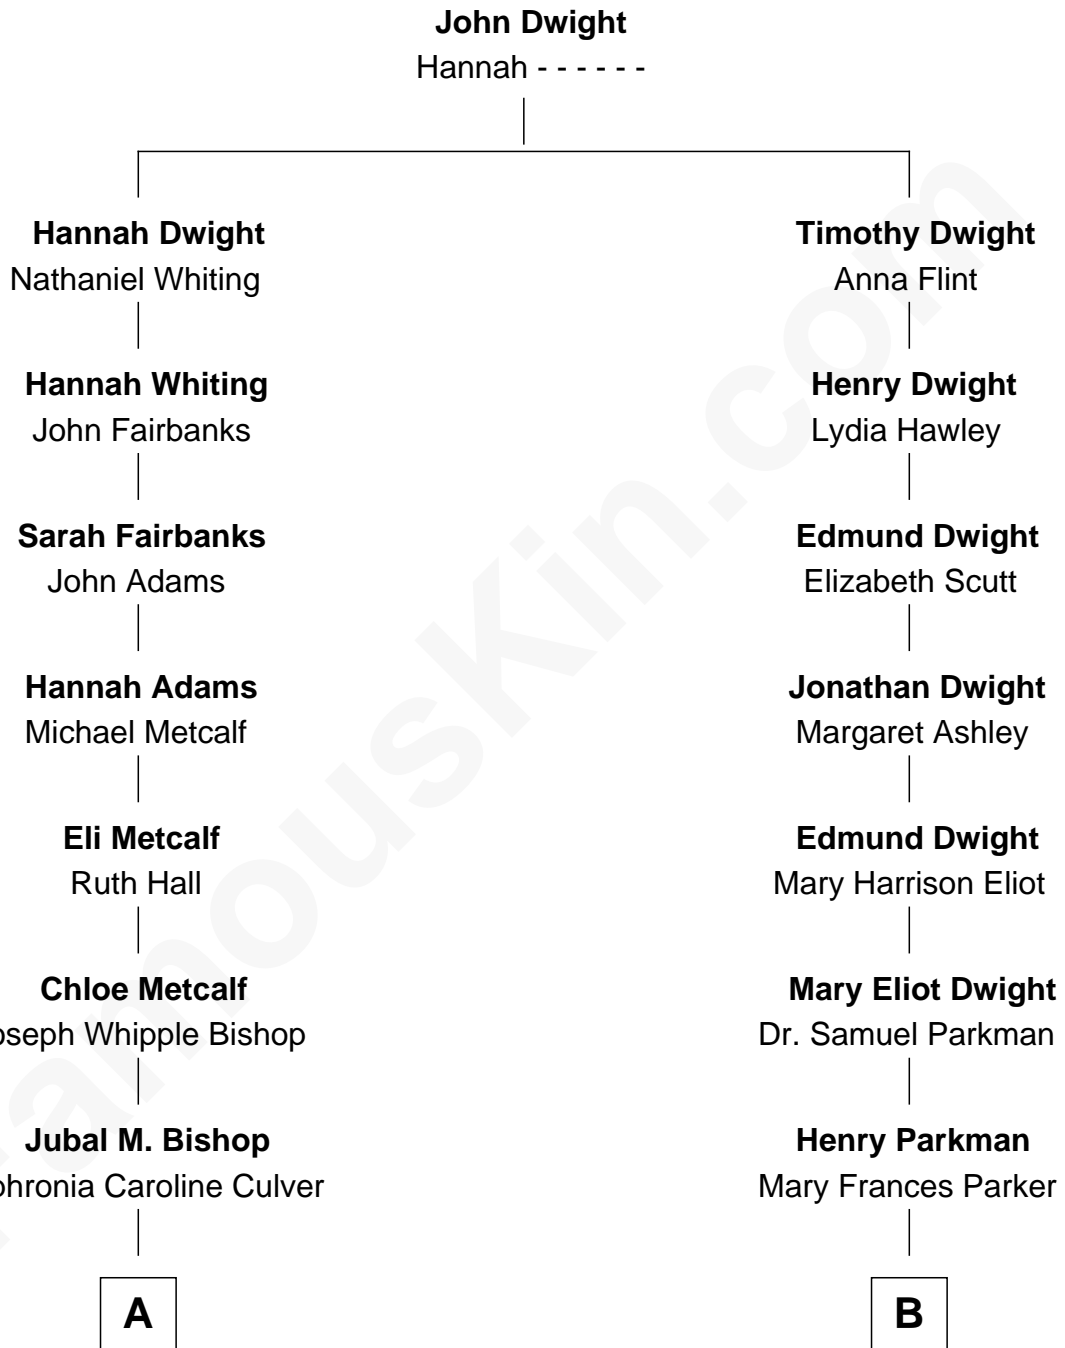 John Dwight
Hannah - - - - - -
Hannah Dwight
Nathaniel Whiting
Timothy Dwight
Anna Flint
Hannah Whiting
John Fairbanks
Henry Dwight
Lydia Hawley
Sarah Fairbanks
John Adams
Edmund Dwight
Elizabeth Scutt
Hannah Adams
Michael Metcalf
Jonathan Dwight
Margaret Ashley
Eli Metcalf
Ruth Hall
Edmund Dwight
Mary Harrison Eliot
Chloe Metcalf
Whipple Bishop
Mary Eliot Dwight
Dr. Samuel Parkman
Jubal M. Bishop
Caroline Culver
Henry Parkman
Mary Frances Parker
A
B
FamousKin.com